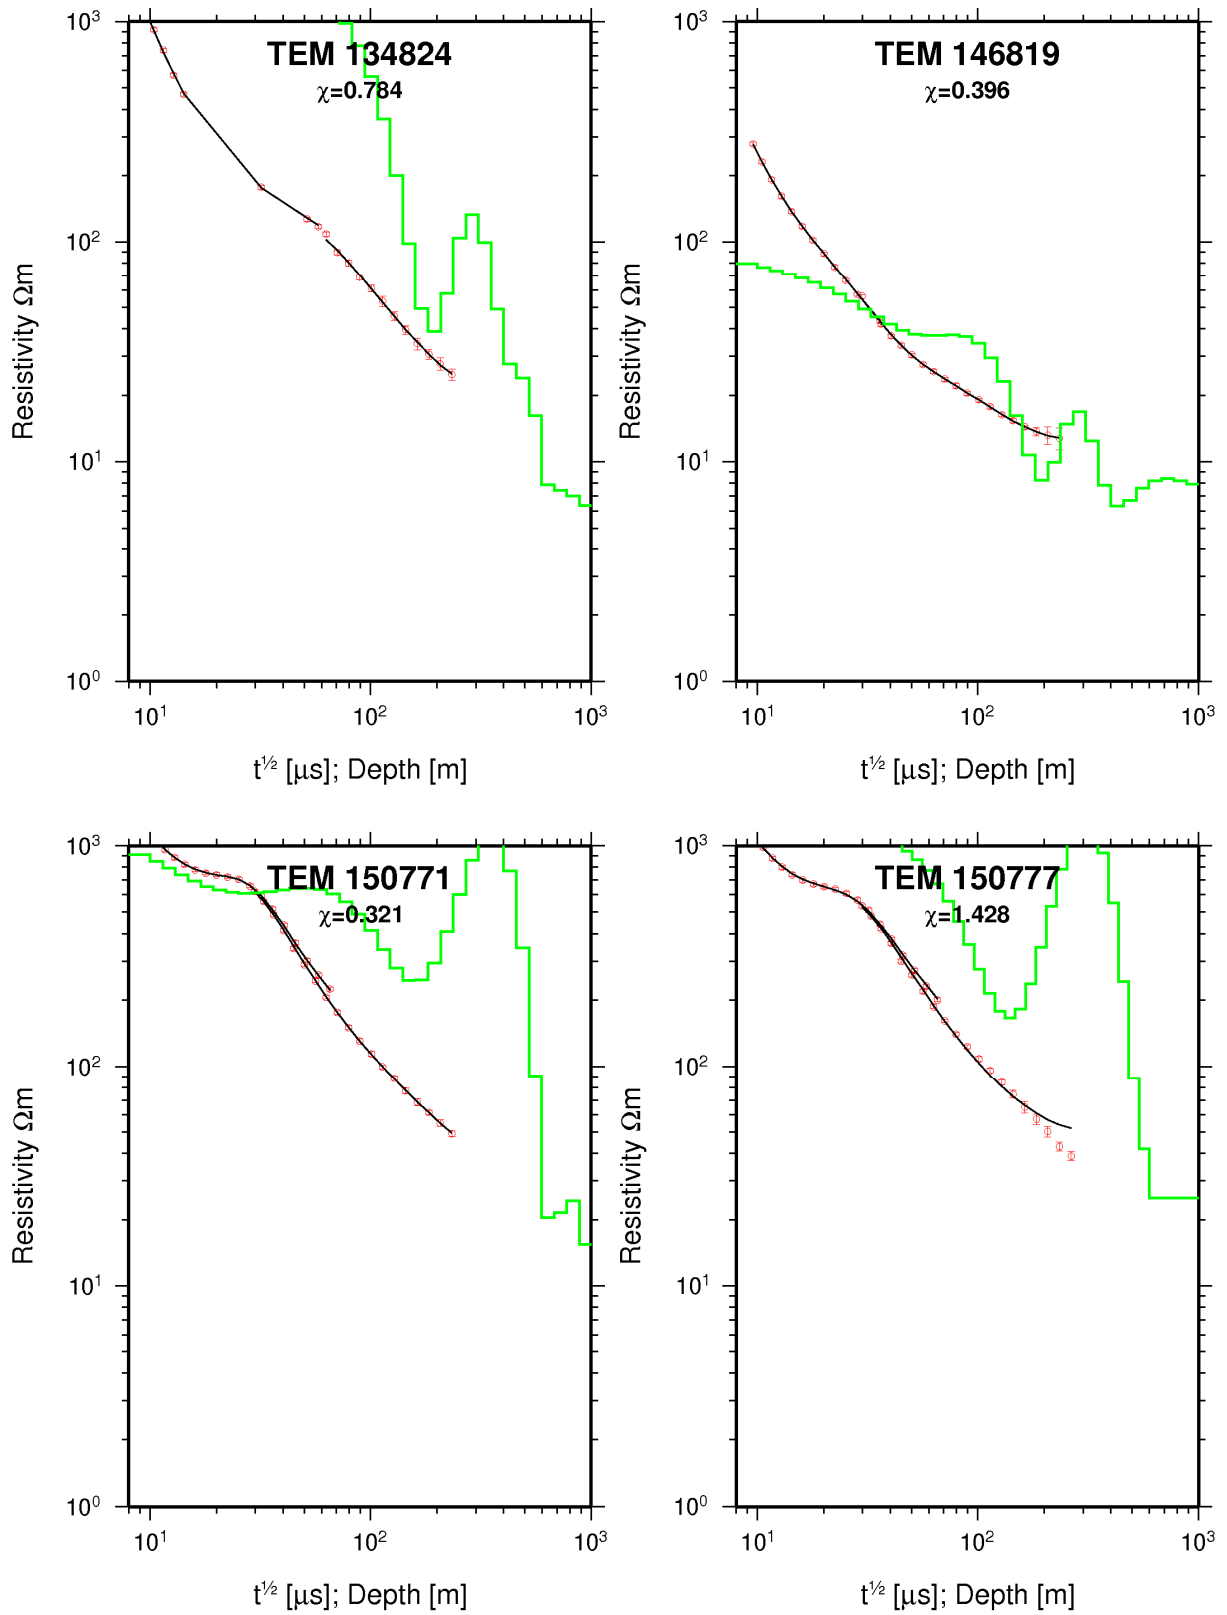 TEM 134824
χ=0.784
10³
10²
10¹
10⁰
Resistivity Ωm
10¹ 10² 10³
t½ [μs]; Depth [m]
TEM 146819
χ=0.396
10³
10²
10¹
10⁰
Resistivity Ωm
10¹ 10² 10³
t½ [μs]; Depth [m]
TEM 150771
χ=0.321
10³
10²
10¹
10⁰
Resistivity Ωm
10¹ 10² 10³
t½ [μs]; Depth [m]
TEM 150777
χ=1.428
10³
10²
10¹
10⁰
Resistivity Ωm
10¹ 10² 10³
t½ [μs]; Depth [m]